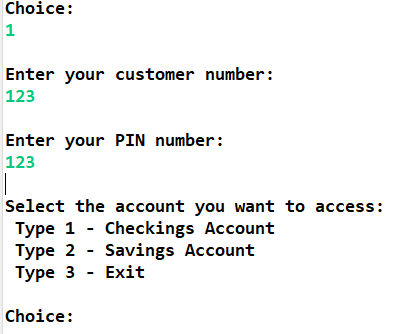 Choice:
1
Enter your customer number:
123
Enter your PIN number:
123
Select the account you want to access:
Type 1 - Checkings Account
Type 2 - Savings Account
Type 3 - Exit
Choice: